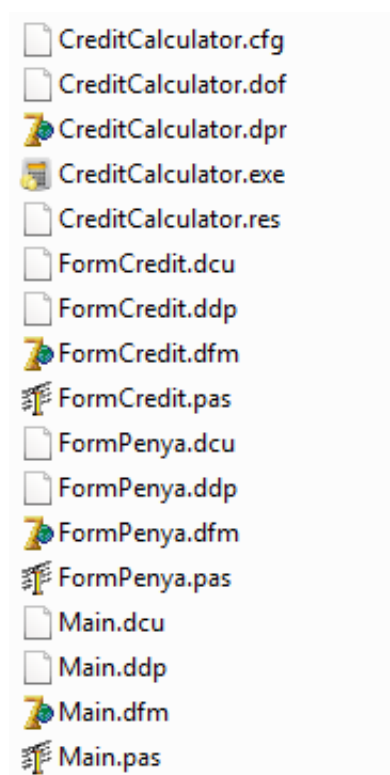 CreditCalculator.cfg
CreditCalculator.dof
CreditCalculator.dpr
CreditCalculator.exe
CreditCalculator.res
FormCredit.dcu
FormCredit.ddp
FormCredit.dfm
FormCredit.pas
FormPenya.dcu
FormPenya.ddp
FormPenya.dfm
FormPenya.pas
Main.dcu
Main.ddp
Main.dfm
Main.pas